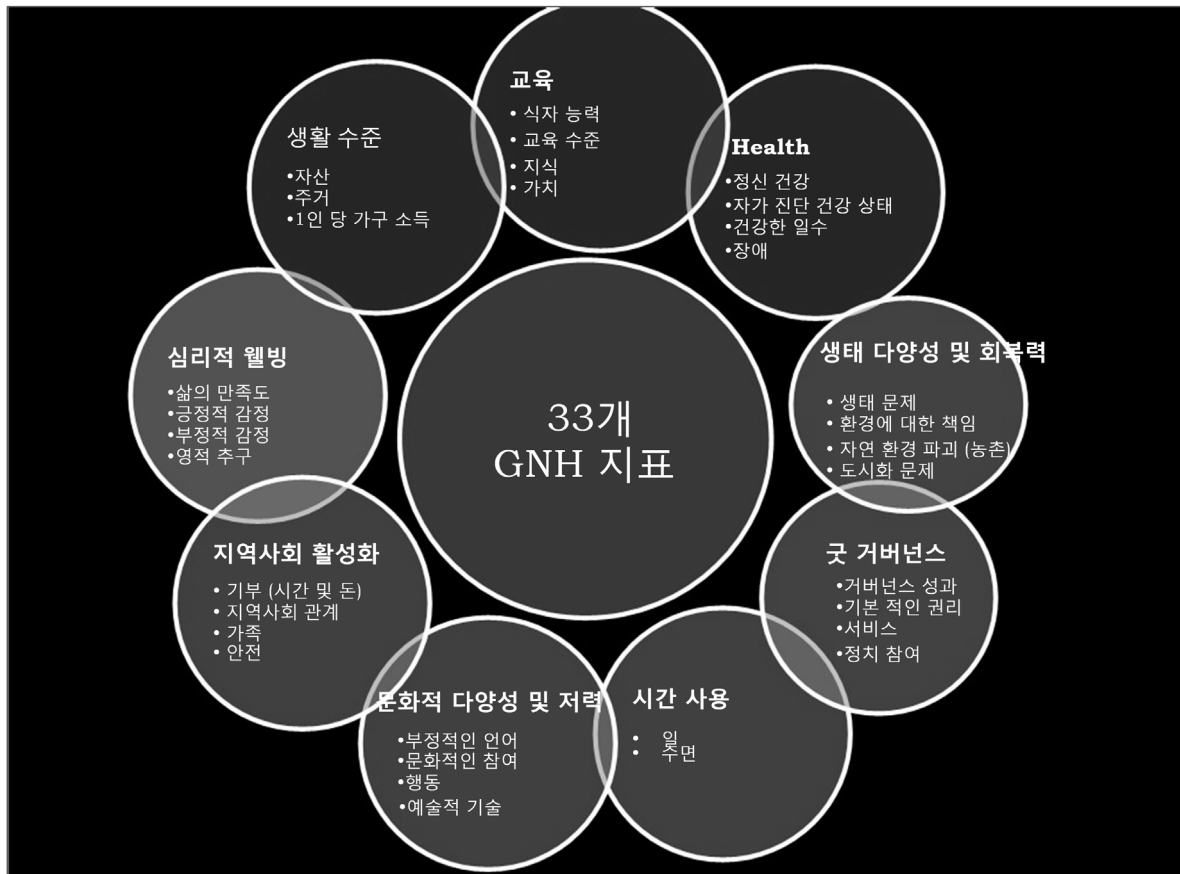 교육
• 식자 능력
• 교육 수준
• 지식
• 가치
Health
•정신 건강
•자가 진단 건강 상태
•건강한 일수
•장애
생태 다양성 및 회복력
• 생태 문제
• 환경에 대한 책임
• 자연 환경 파괴 (농촌)
• 도시화 문제
굿 거버넌스
•거버넌스 성과
•기본 적인 권리
•서비스
•정치 참여
시간 사용
• 일
• 수면
문화적 다양성 및 저력
•부정적인 언어
•문화적인 참여
•행동
•예술적 기술
지역사회 활성화
• 기부 (시간 및 돈)
• 지역사회 관계
• 가족
• 안전
심리적 웰빙
•삶의 만족도
•긍정적 감정
•부정적 감정
•영적 추구
생활 수준
•자산
•주거
•1인 당 가구 소득
33개
GNH 지표